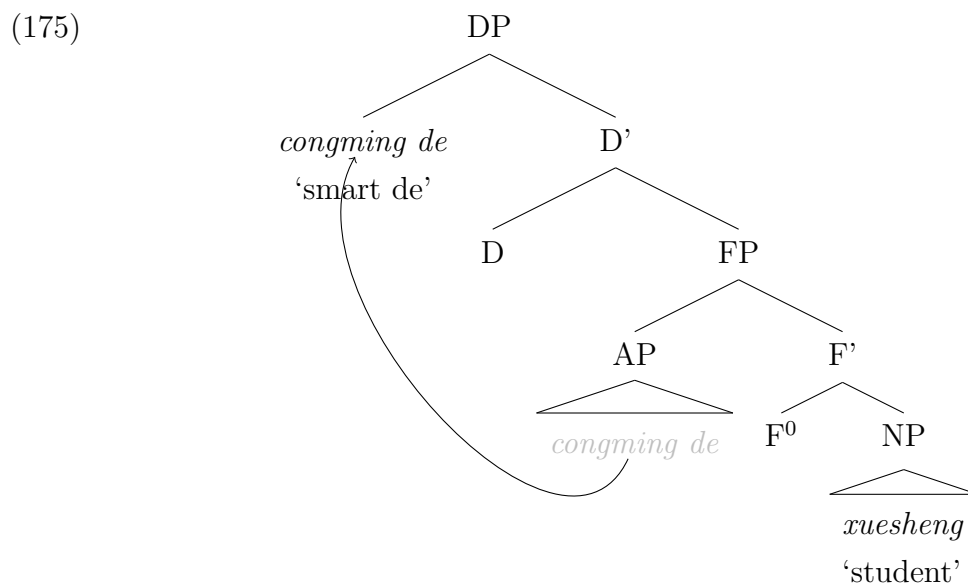 (175) DP
congming de D'
'smart de'
D FP
AP F'
congming de F⁰ NP
xuesheng
'student'